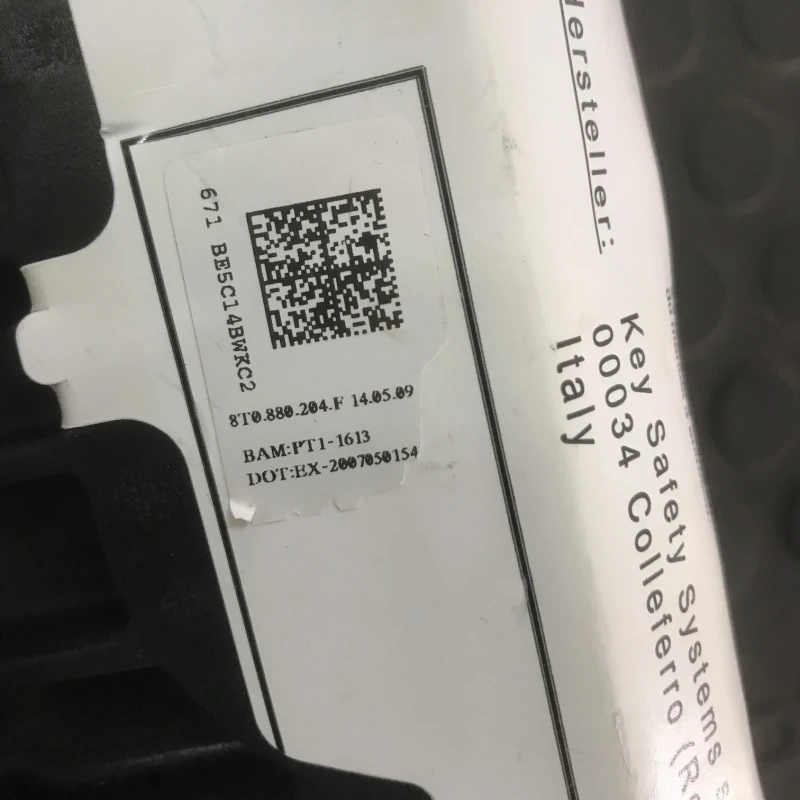 671 BE5C14BWKC2
8T0.880.204.F 14.05.09
BAM:PT1-1613
DOT:EX-2007050154
Hersteller:
Key Safety Systems
00034 Colleferro
Italy